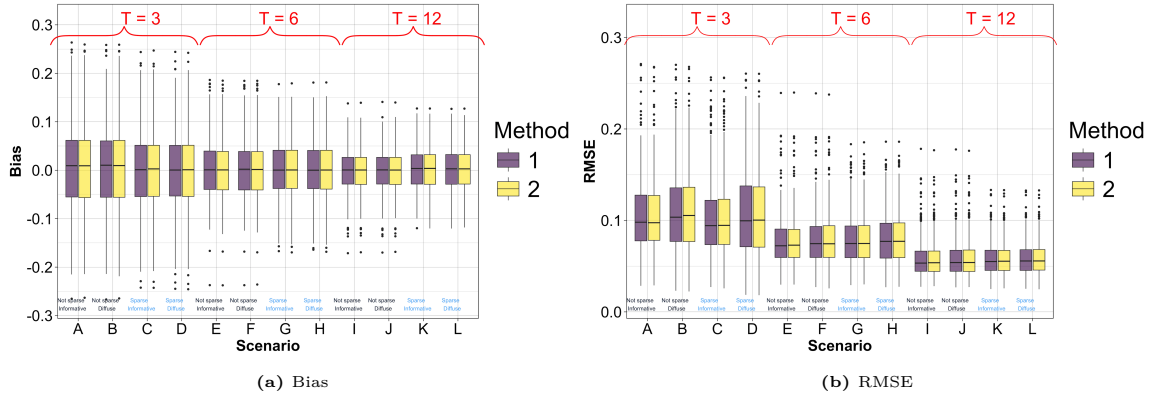 T = 3
T = 6
T = 12
0.3
0.2
0.1
0.0
-0.1
-0.2
-0.3
Bias
Not sparse
Informative
Not sparse
Diffuse
Sparse
Informative
Sparse
Diffuse
Not sparse
Informative
Not sparse
Diffuse
Sparse
Informative
Sparse
Diffuse
Not sparse
Informative
Not sparse
Diffuse
Sparse
Informative
Sparse
Diffuse
A B C D E F G H I J K L
Scenario
Method
1
2
(a) Bias
T = 3
T = 6
T = 12
0.3
0.2
0.1
0.0
RMSE
Not sparse
Informative
Not sparse
Diffuse
Sparse
Informative
Sparse
Diffuse
Not sparse
Informative
Not sparse
Diffuse
Sparse
Informative
Sparse
Diffuse
Not sparse
Informative
Not sparse
Diffuse
Sparse
Informative
Sparse
Diffuse
A B C D E F G H I J K L
Scenario
Method
1
2
(b) RMSE